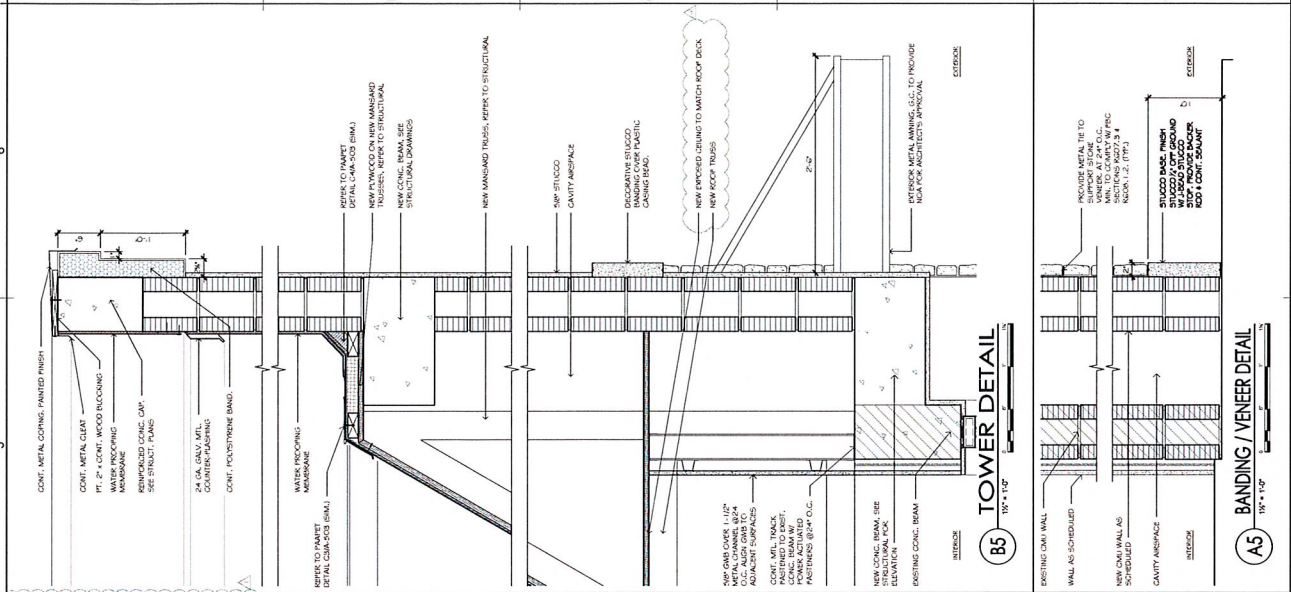 CONT. METAL COPING, PAINTED FINISH
CONT. METAL CLEAT
PT. 2" x CONT. WOOD BLOCKING
WATER PROOFING
MEMBRANE
REINFORCED CONC. CAP.
SEE STRUCT. PLANS
24 GA. GALV. MTL.
COUNTER-FLASHING
CONT. POLYSTYRENE BAND.
WATER PROOFING
MEMBRANE
REFER TO PAAPET
DETAIL C3/A-503 (SIM.)
6"
1'-0"
REFER TO PAAPET
DETAIL C4/A-503 (SIM.)
NEW PLYWOOD ON NEW MANSARD
TRUSSES, REFER TO STRUCTURAL
NEW CONC. BEAM, SEE
STRUCTURAL DRAWINGS
NEW MANSARD TRUSS, REFER TO STRUCTURAL
5/8" STUCCO
CAVITY AIRSPACE
DECORATIVE STUCCO
BANDING OVER PLASTIC
CASING BEAD.
NEW EXPOSED CEILING TO MATCH ROOF DECK
NEW ROOF TRUSS
2'-6"
EXTERIOR METAL AWNING, G.C. TO PROVIDE
NOA FOR ARCHITECT'S APPROVAL
EXTERIOR
5/8" GWB OVER 1-1/2"
METAL CHANNEL @24
O.C. ALIGN GWB TO
ADJACENT SURFACES
CONT. MTL. TRACK
FASTENED TO EXIST.
CONC. BEAM W/
POWER ACTUATED
FASTENERS @24" O.C.
NEW CONC. BEAM, SEE
STRUCTURAL FOR
ELEVATION
EXISTING CONC. BEAM
INTERIOR
B5
TOWER DETAIL
1½" = 1'-0"
PROVIDE METAL TIE TO
SUPPORT STONE
VENEER, AT 24" O.C.
MIN. TO COMPLY W/ FBC
EXTERIOR
STUCCO BASE FINISH
STUCCO ½" OFF GROUND
W/ J-BEAD STUCCO
STOP. PROVIDE BACKER
ROD & CONT. SEALANT
2"
EXISTING CMU WALL
WALL AS SCHEDULED
NEW CMU WALL AS
SCHEDULED
CAVITY AIRSPACE
INTERIOR
A5
BANDING / VENEER DETAIL
1½" = 1'-0"